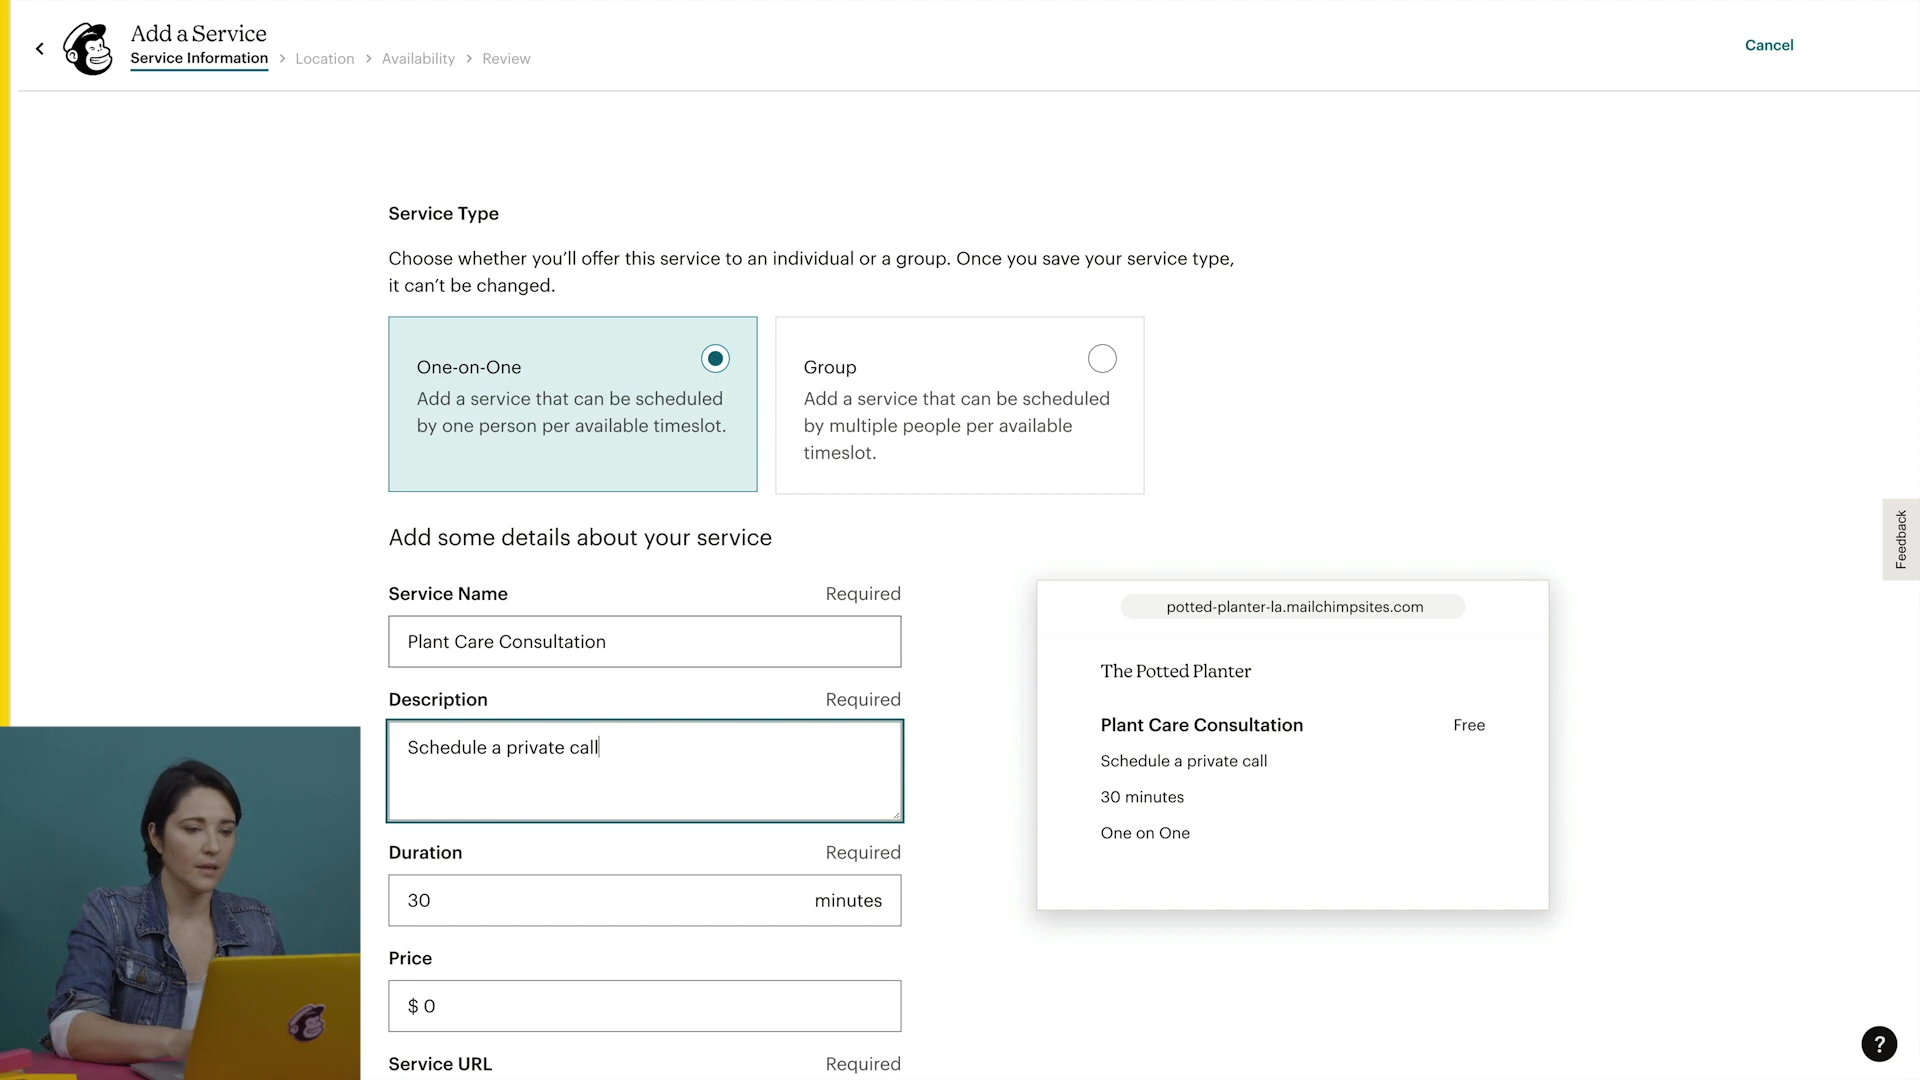 Add a Service
Cancel
Service Information > Location > Availability > Review
Service Type
Choose whether you’ll offer this service to an individual or a group. Once you save your service type,
it can’t be changed.
One-on-One
Add a service that can be scheduled
by one person per available timeslot.
Group
Add a service that can be scheduled
by multiple people per available
timeslot.
Feedback
Add some details about your service
Service Name Required
Plant Care Consultation
Description Required
Schedule a private call
Duration Required
30 minutes
Price
$ 0
Service URL Required
potted-planter-la.mailchimpsites.com
The Potted Planter
Plant Care Consultation Free
Schedule a private call
30 minutes
One on One
?